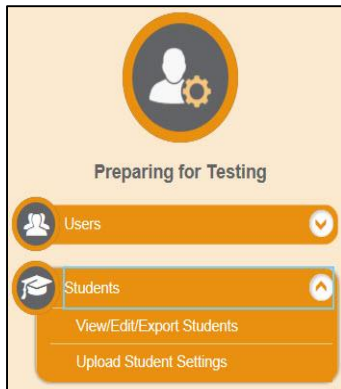 Preparing for Testing
Users
Students
View/Edit/Export Students
Upload Student Settings